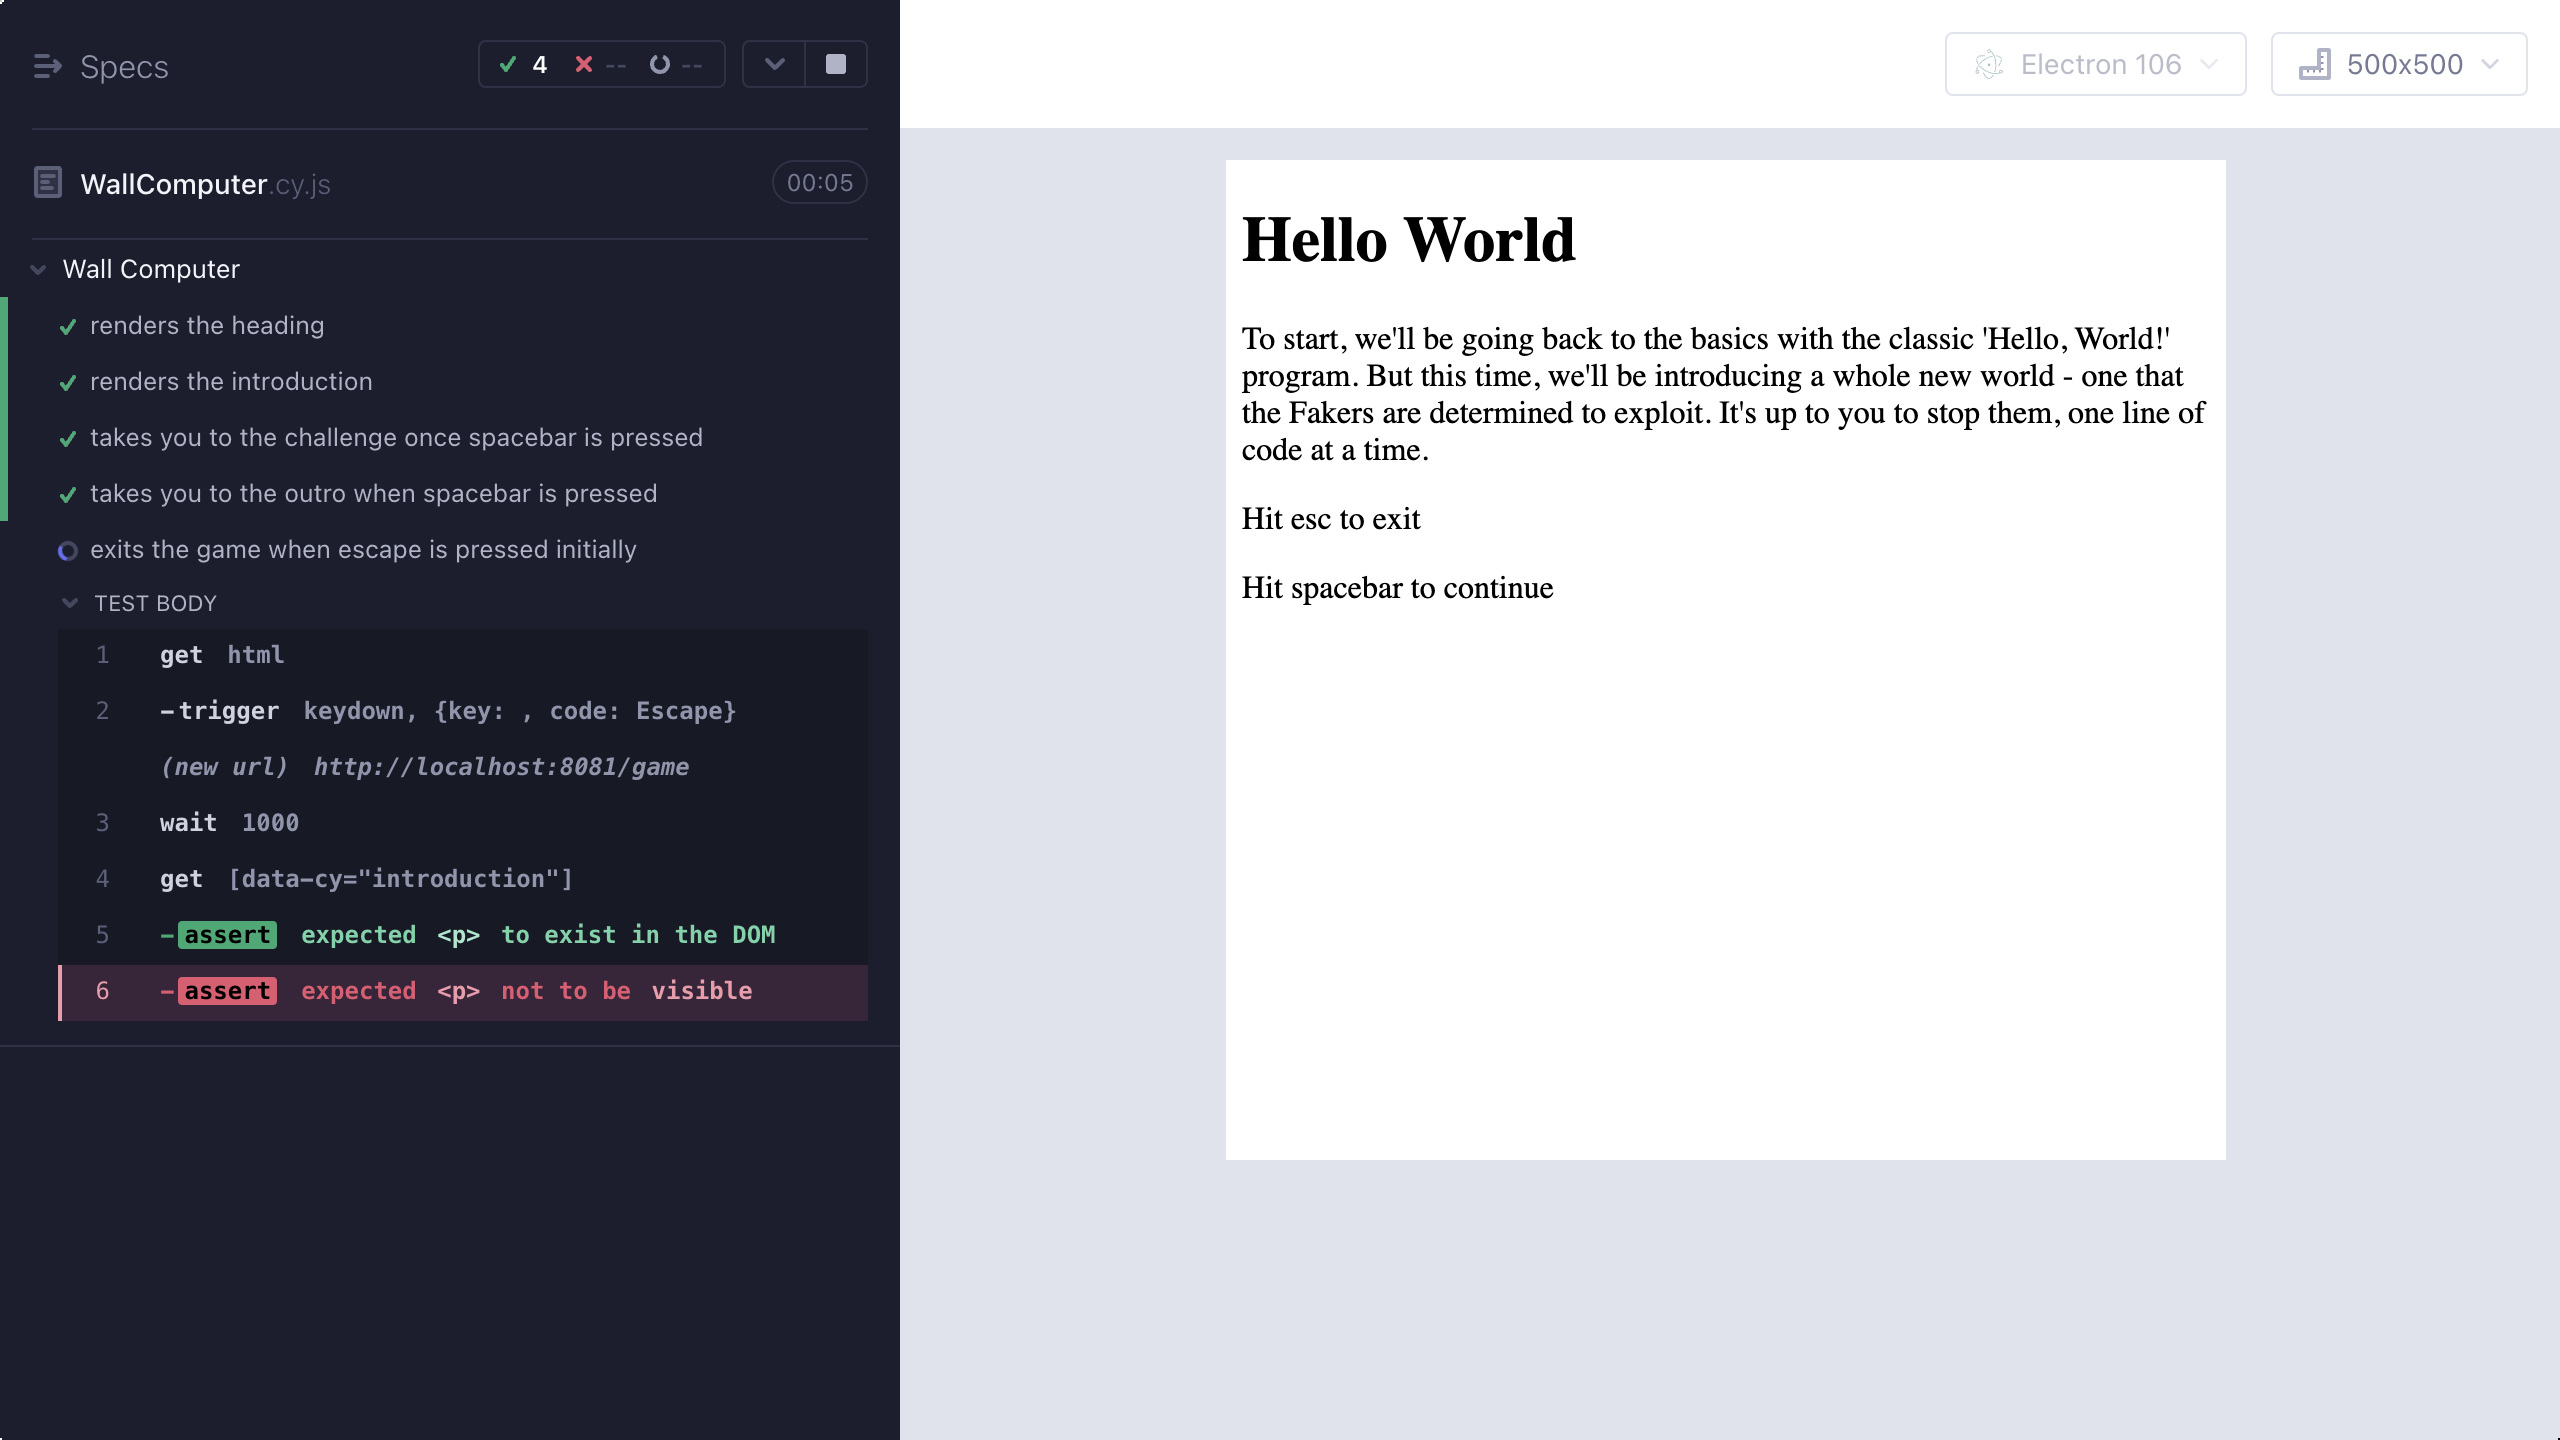 Specs
4 -- --
WallComputer.cy.js
00:05
Wall Computer
renders the heading
renders the introduction
takes you to the challenge once spacebar is pressed
takes you to the outro when spacebar is pressed
exits the game when escape is pressed initially
TEST BODY
1 get html
2 -trigger keydown, {key: , code: Escape}
(new url) http://localhost:8081/game
3 wait 1000
4 get [data-cy="introduction"]
5 -assert expected <p> to exist in the DOM
6 -assert expected <p> not to be visible
Electron 106
500x500
Hello World
To start, we'll be going back to the basics with the classic 'Hello, World!'
program. But this time, we'll be introducing a whole new world - one that
the Fakers are determined to exploit. It's up to you to stop them, one line of
code at a time.
Hit esc to exit
Hit spacebar to continue